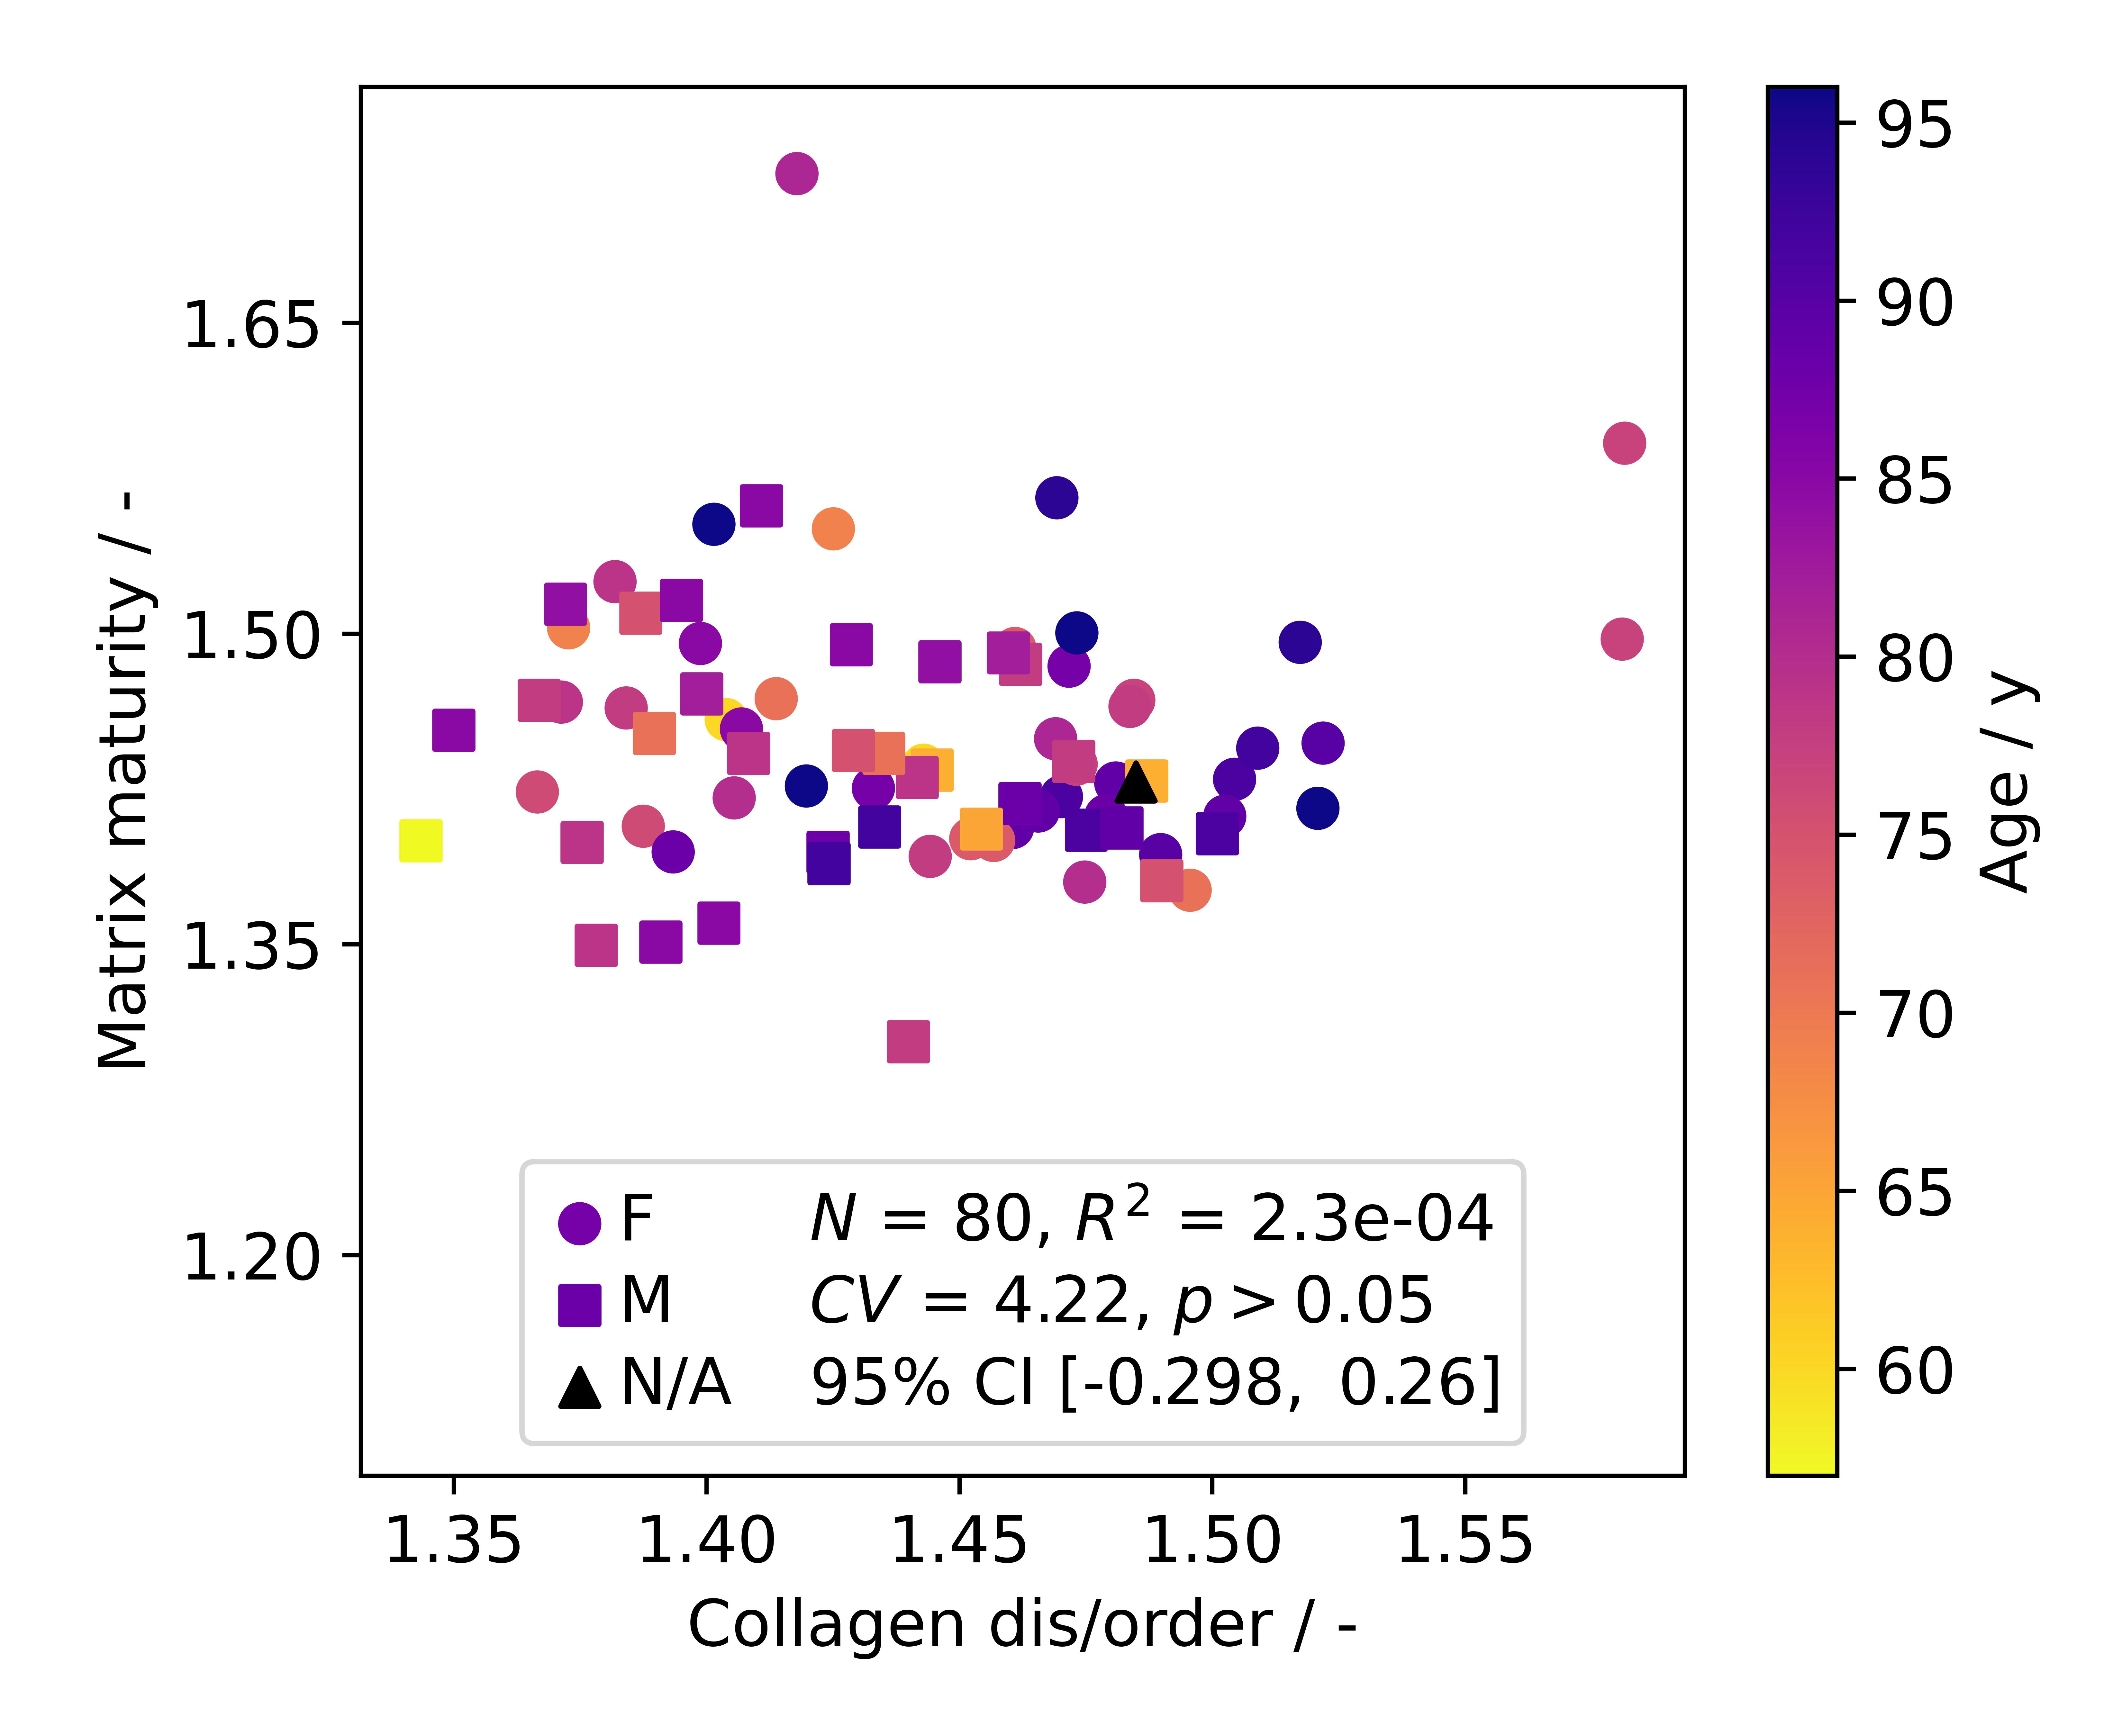 Matrix maturity / -
1.65
1.50
1.35
1.20
1.35 1.40 1.45 1.50 1.55
Collagen dis/order / -
F N = 80, R² = 2.3e-04
M CV = 4.22, p > 0.05
N/A 95% CI [-0.298, 0.26]
95
90
85
80
75
70
65
60
Age / y